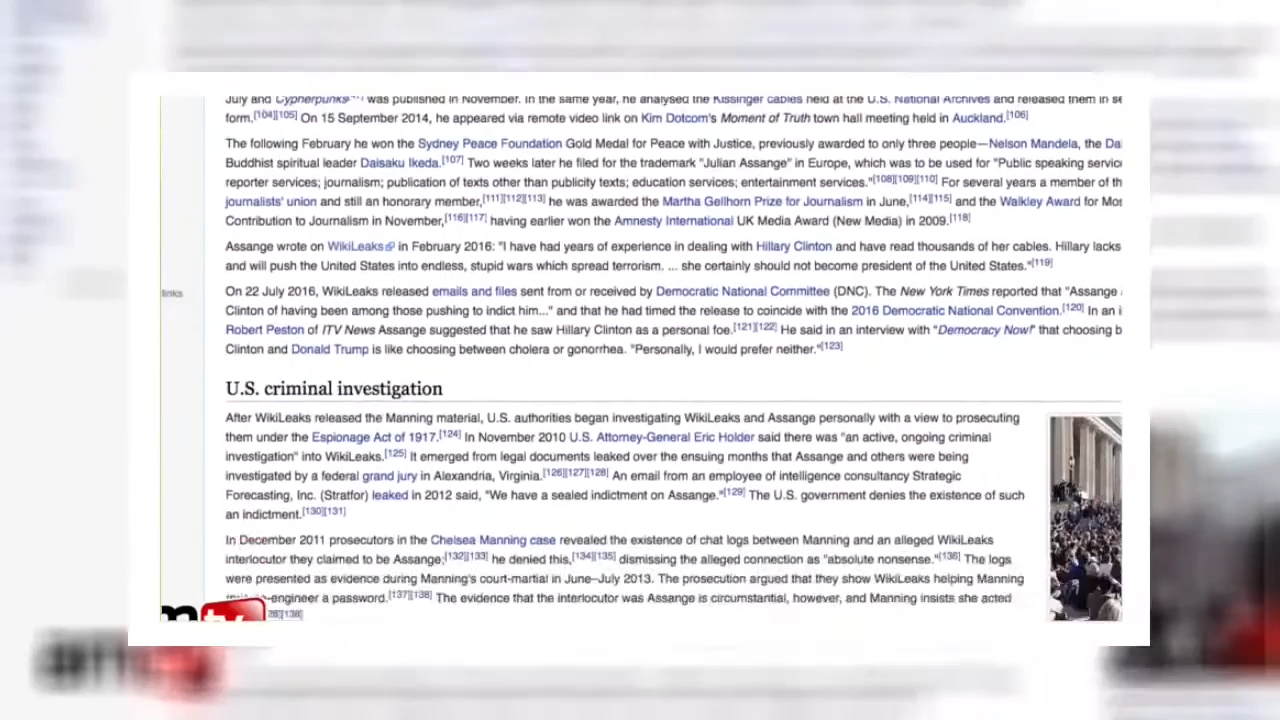 July and Cypherpunks was published in November. In the same year, he analysed the Kissinger cables held at the U.S. National Archives and released them in
form.[104][105] On 15 September 2014, he appeared via remote video link on Kim Dotcom's Moment of Truth town hall meeting held in Auckland.[106]
The following February he won the Sydney Peace Foundation Gold Medal for Peace with Justice, previously awarded to only three people—Nelson Mandela, the
Buddhist spiritual leader Daisaku Ikeda.[107] Two weeks later he filed for the trademark "Julian Assange" in Europe, which was to be used for "Public speaking
reporter services; journalism; publication of texts other than publicity texts; education services; entertainment services."[108][109][110] For several years a member of
journalists' union and still an honorary member,[111][112][113] he was awarded the Martha Gellhorn Prize for Journalism in June,[114][115] and the Walkley Award for
Contribution to Journalism in November,[116][117] having earlier won the Amnesty International UK Media Award (New Media) in 2009.[118]
Assange wrote on WikiLeaks in February 2016: "I have had years of experience in dealing with Hillary Clinton and have read thousands of her cables. Hillary lacks
and will push the United States into endless, stupid wars which spread terrorism. ... she certainly should not become president of the United States."[119]
On 22 July 2016, WikiLeaks released emails and files sent from or received by Democratic National Committee (DNC). The New York Times reported that "Assange
links
Clinton of having been among those pushing to indict him..." and that he had timed the release to coincide with the 2016 Democratic National Convention.[120] In an
Robert Peston of ITV News Assange suggested that he saw Hillary Clinton as a personal foe.[121][122] He said in an interview with "Democracy Now!" that choosing
Clinton and Donald Trump is like choosing between cholera or gonorrhea. "Personally, I would prefer neither."[123]
U.S. criminal investigation
After WikiLeaks released the Manning material, U.S. authorities began investigating WikiLeaks and Assange personally with a view to prosecuting
them under the Espionage Act of 1917.[124] In November 2010 U.S. Attorney-General Eric Holder said there was "an active, ongoing criminal
investigation" into WikiLeaks.[125] It emerged from legal documents leaked over the ensuing months that Assange and others were being
investigated by a federal grand jury in Alexandria, Virginia.[126][127][128] An email from an employee of intelligence consultancy Strategic
Forecasting, Inc. (Stratfor) leaked in 2012 said, "We have a sealed indictment on Assange."[129] The U.S. government denies the existence of such
an indictment.[130][131]
In December 2011 prosecutors in the Chelsea Manning case revealed the existence of chat logs between Manning and an alleged WikiLeaks
interlocutor they claimed to be Assange;[132][133] he denied this,[134][135] dismissing the alleged connection as "absolute nonsense."[136] The logs
were presented as evidence during Manning's court-martial in June–July 2013. The prosecution argued that they show WikiLeaks helping Manning
-engineer a password.[137][138] The evidence that the interlocutor was Assange is circumstantial, however, and Manning insists she acted
[138]